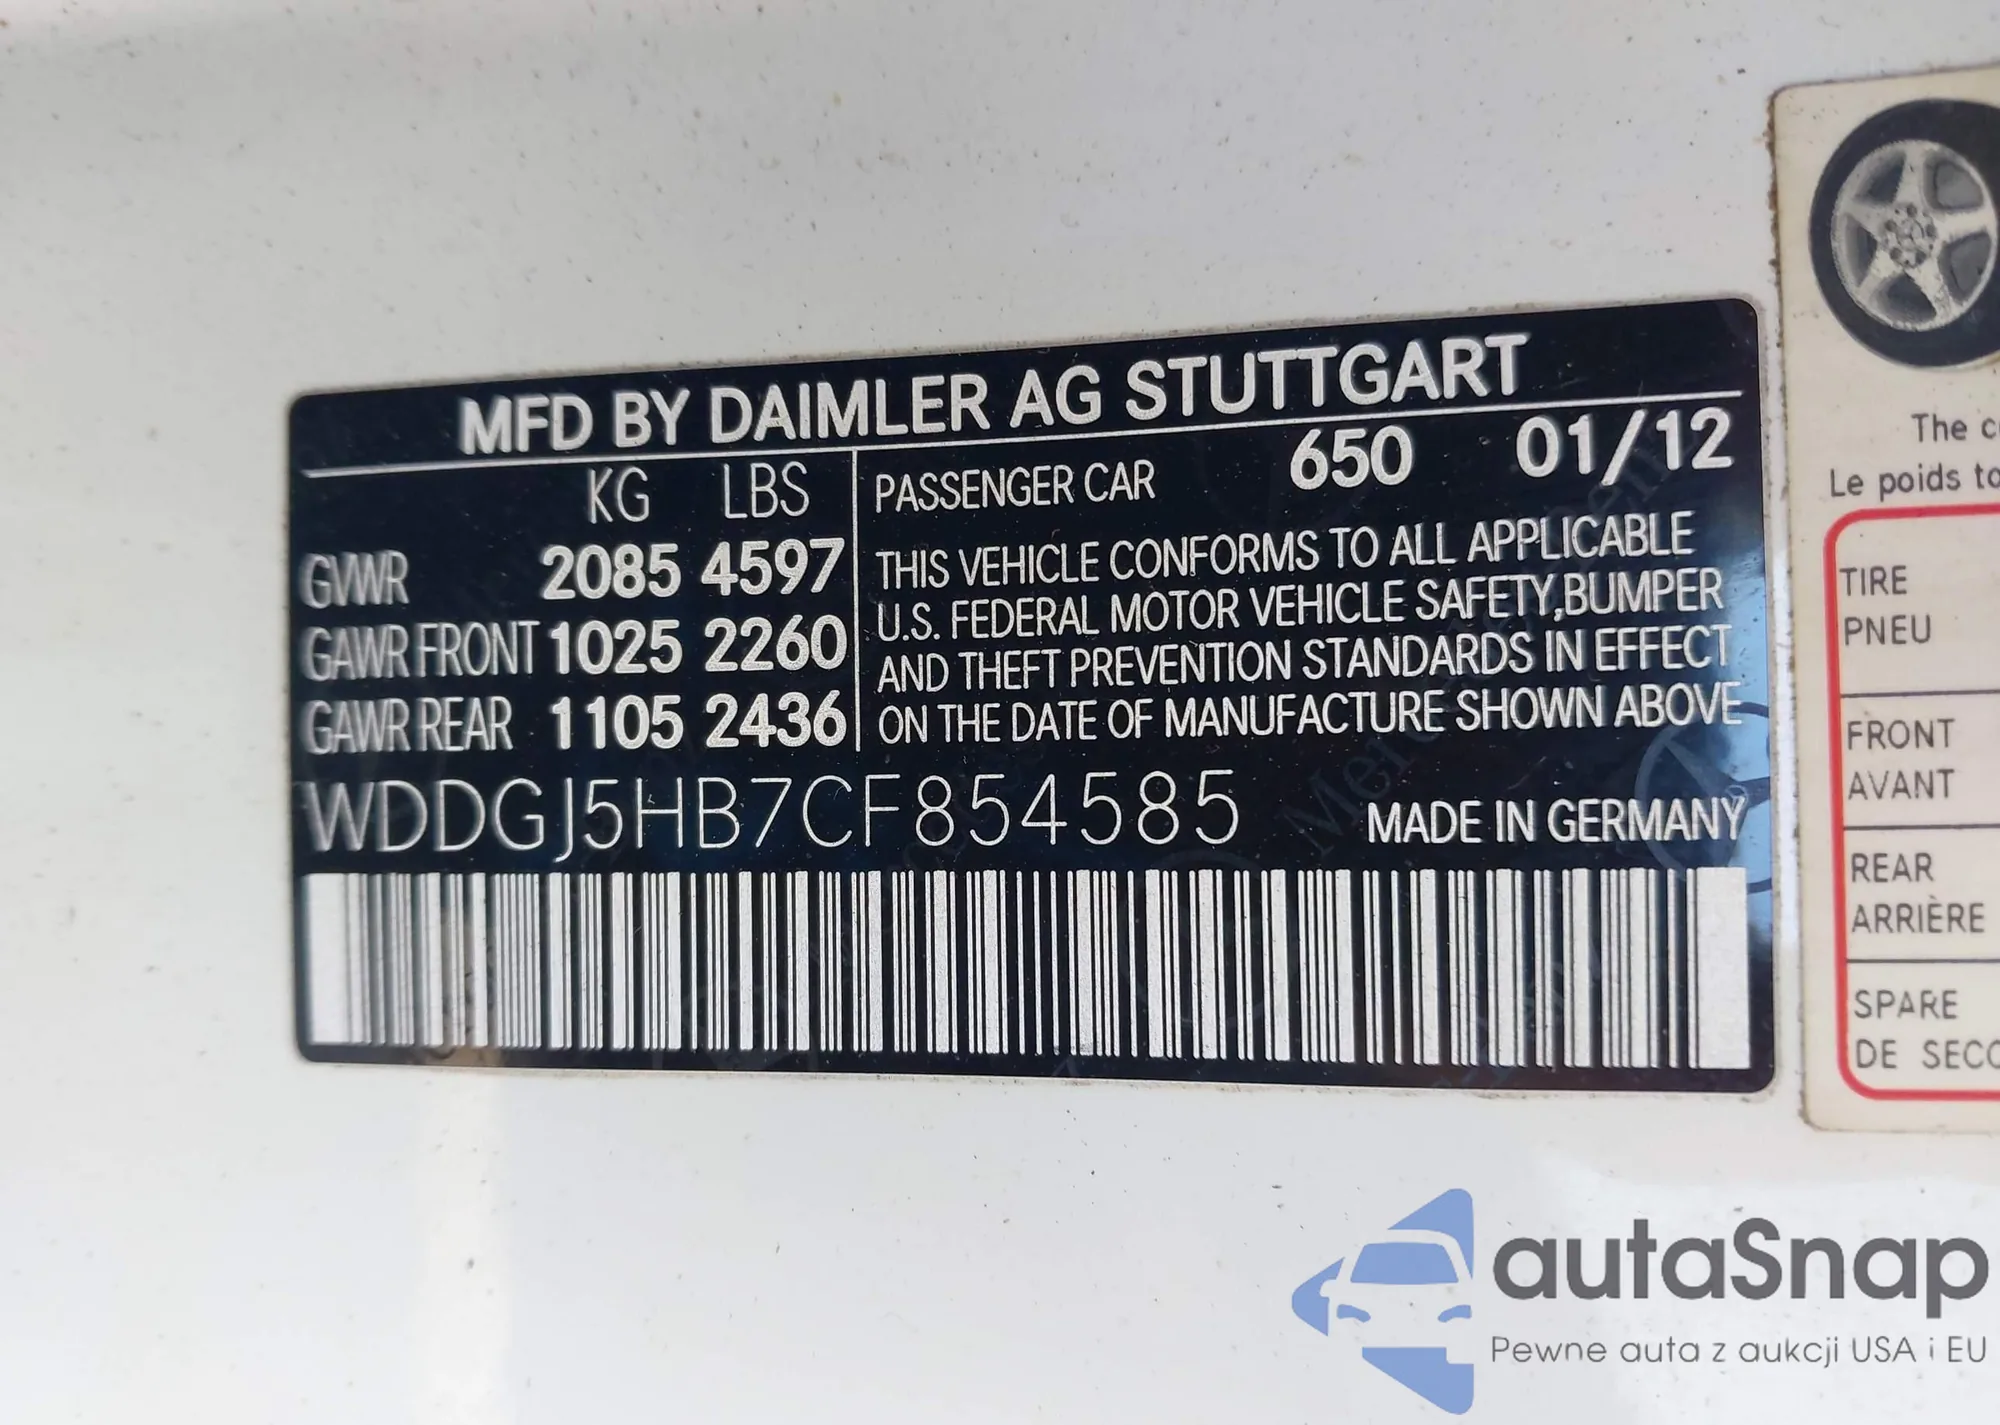 MFD BY DAIMLER AG STUTTGART
KG LBS
GVWR 2085 4597
GAWR FRONT 1025 2260
GAWR REAR 1105 2436
PASSENGER CAR 650 01/12
THIS VEHICLE CONFORMS TO ALL APPLICABLE
U.S. FEDERAL MOTOR VEHICLE SAFETY,BUMPER
AND THEFT PREVENTION STANDARDS IN EFFECT
ON THE DATE OF MANUFACTURE SHOWN ABOVE
WDDGJ5HB7CF854585 MADE IN GERMANY
The
Le poids
TIRE
PNEU
FRONT
AVANT
REAR
ARRIÈRE
SPARE
DE
autaSnap
Pewne auta z aukcji USA i EU